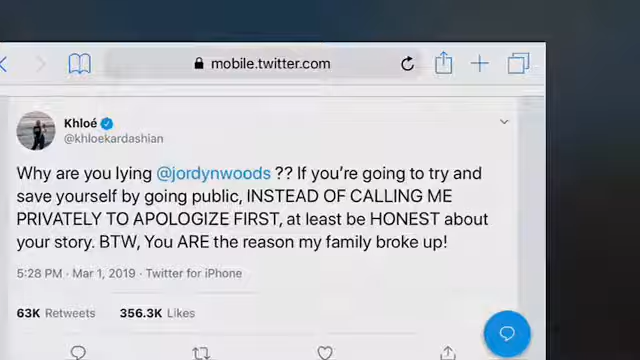 mobile.twitter.com
Khloé
@khloekardashian
Why are you lying @jordynwoods ?? If you’re going to try and
save yourself by going public, INSTEAD OF CALLING ME
PRIVATELY TO APOLOGIZE FIRST, at least be HONEST about
your story. BTW, You ARE the reason my family broke up!
5:28 PM · Mar 1, 2019 · Twitter for iPhone
63K Retweets 356.3K Likes